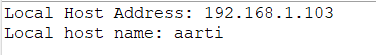 Local Host Address: 192.168.1.103
Local host name: aarti